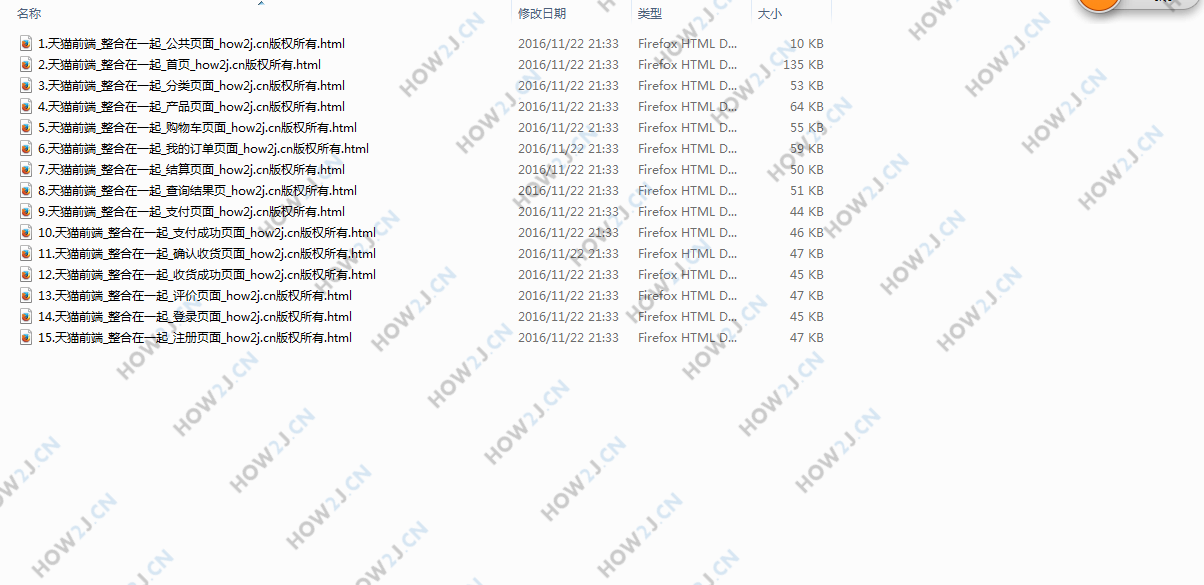 名称 修改日期 类型 大小
1.天猫前端_整合在一起_公共页面_how2j.cn版权所有.html 2016/11/22 21:33 Firefox HTML D... 10 KB
2.天猫前端_整合在一起_首页_how2j.cn版权所有.html 2016/11/22 21:33 Firefox HTML D... 135 KB
3.天猫前端_整合在一起_分类页面_how2j.cn版权所有.html 2016/11/22 21:33 Firefox HTML D... 53 KB
4.天猫前端_整合在一起_产品页面_how2j.cn版权所有.html 2016/11/22 21:33 Firefox HTML D... 64 KB
5.天猫前端_整合在一起_购物车页面_how2j.cn版权所有.html 2016/11/22 21:33 Firefox HTML D... 55 KB
6.天猫前端_整合在一起_我的订单页面_how2j.cn版权所有.html 2016/11/22 21:33 Firefox HTML D... 59 KB
7.天猫前端_整合在一起_结算页面_how2j.cn版权所有.html 2016/11/22 21:33 Firefox HTML D... 50 KB
8.天猫前端_整合在一起_查询结果页_how2j.cn版权所有.html 2016/11/22 21:33 Firefox HTML D... 51 KB
9.天猫前端_整合在一起_支付页面_how2j.cn版权所有.html 2016/11/22 21:33 Firefox HTML D... 44 KB
10.天猫前端_整合在一起_支付成功页面_how2j.cn版权所有.html 2016/11/22 21:33 Firefox HTML D... 46 KB
11.天猫前端_整合在一起_确认收货页面_how2j.cn版权所有.html 2016/11/22 21:33 Firefox HTML D... 47 KB
12.天猫前端_整合在一起_收货成功页面_how2j.cn版权所有.html 2016/11/22 21:33 Firefox HTML D... 45 KB
13.天猫前端_整合在一起_评价页面_how2j.cn版权所有.html 2016/11/22 21:33 Firefox HTML D... 47 KB
14.天猫前端_整合在一起_登录页面_how2j.cn版权所有.html 2016/11/22 21:33 Firefox HTML D... 45 KB
15.天猫前端_整合在一起_注册页面_how2j.cn版权所有.html 2016/11/22 21:33 Firefox HTML D... 47 KB
HOW2J.CN